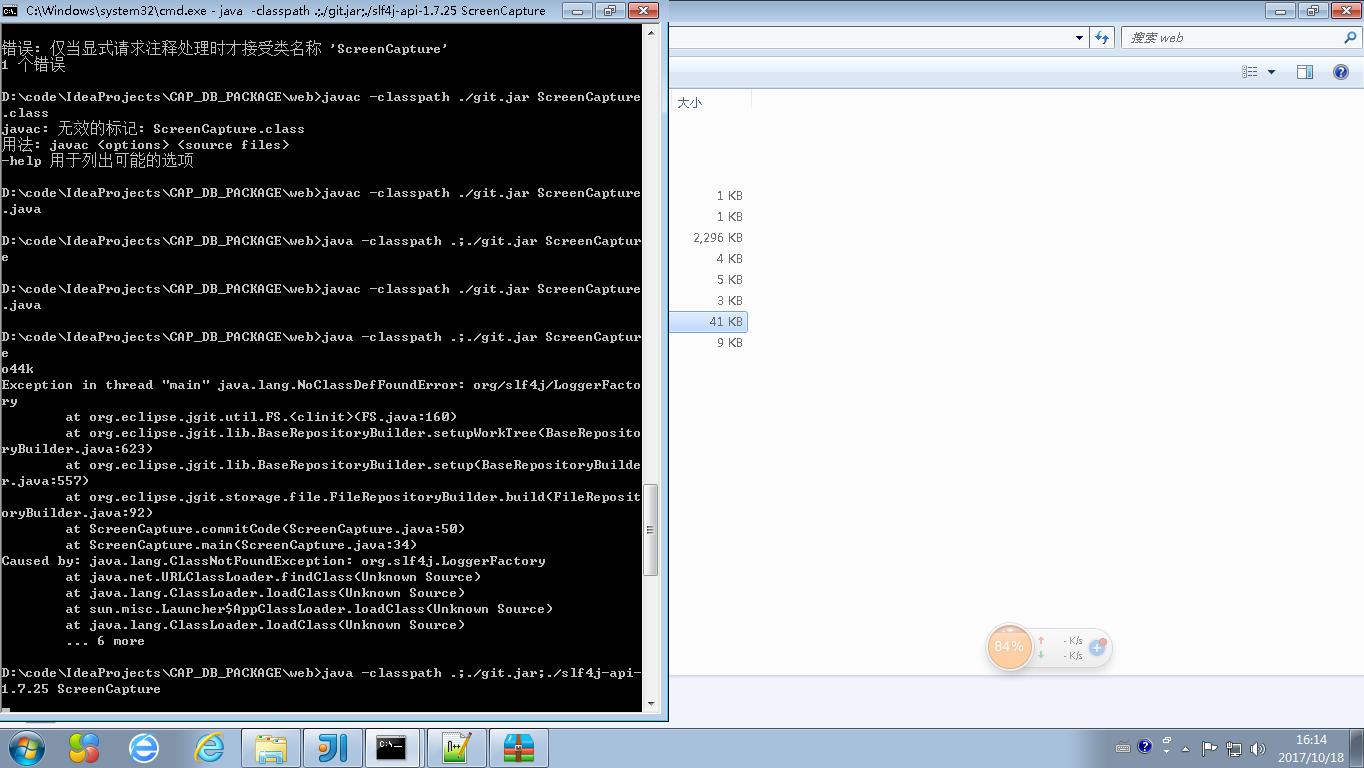 C:\Windows\system32\cmd.exe - java  -classpath .;./git.jar;./slf4j-api-1.7.25 ScreenCapture
错误: 仅当显式请求注释处理时才接受类名称 'ScreenCapture'
1 个错误
D:\code\IdeaProjects\CAP_DB_PACKAGE\web>javac -classpath ./git.jar ScreenCapture
.class
javac: 无效的标记: ScreenCapture.class
用法: javac <options> <source files>
-help 用于列出可能的选项
D:\code\IdeaProjects\CAP_DB_PACKAGE\web>javac -classpath ./git.jar ScreenCapture
.java
D:\code\IdeaProjects\CAP_DB_PACKAGE\web>java -classpath .;./git.jar ScreenCaptur
e
D:\code\IdeaProjects\CAP_DB_PACKAGE\web>javac -classpath ./git.jar ScreenCapture
.java
D:\code\IdeaProjects\CAP_DB_PACKAGE\web>java -classpath .;./git.jar ScreenCaptur
e
o44k
Exception in thread "main" java.lang.NoClassDefFoundError: org/slf4j/LoggerFacto
ry
at org.eclipse.jgit.util.FS.<clinit>(FS.java:160)
at org.eclipse.jgit.lib.BaseRepositoryBuilder.setupWorkTree(BaseReposito
ryBuilder.java:623)
at org.eclipse.jgit.lib.BaseRepositoryBuilder.setup(BaseRepositoryBuilde
r.java:557)
at org.eclipse.jgit.storage.file.FileRepositoryBuilder.build(FileReposit
oryBuilder.java:92)
at ScreenCapture.commitCode(ScreenCapture.java:50)
at ScreenCapture.main(ScreenCapture.java:34)
Caused by: java.lang.ClassNotFoundException: org.slf4j.LoggerFactory
at java.net.URLClassLoader.findClass(Unknown Source)
at java.lang.ClassLoader.loadClass(Unknown Source)
at sun.misc.Launcher$AppClassLoader.loadClass(Unknown Source)
at java.lang.ClassLoader.loadClass(Unknown Source)
... 6 more
D:\code\IdeaProjects\CAP_DB_PACKAGE\web>java -classpath .;./git.jar;./slf4j-api-
1.7.25 ScreenCapture
搜索 web
大小
1 KB
1 KB
2,296 KB
4 KB
5 KB
3 KB
41 KB
9 KB
84%
- K/s
- K/s
16:14
2017/10/18